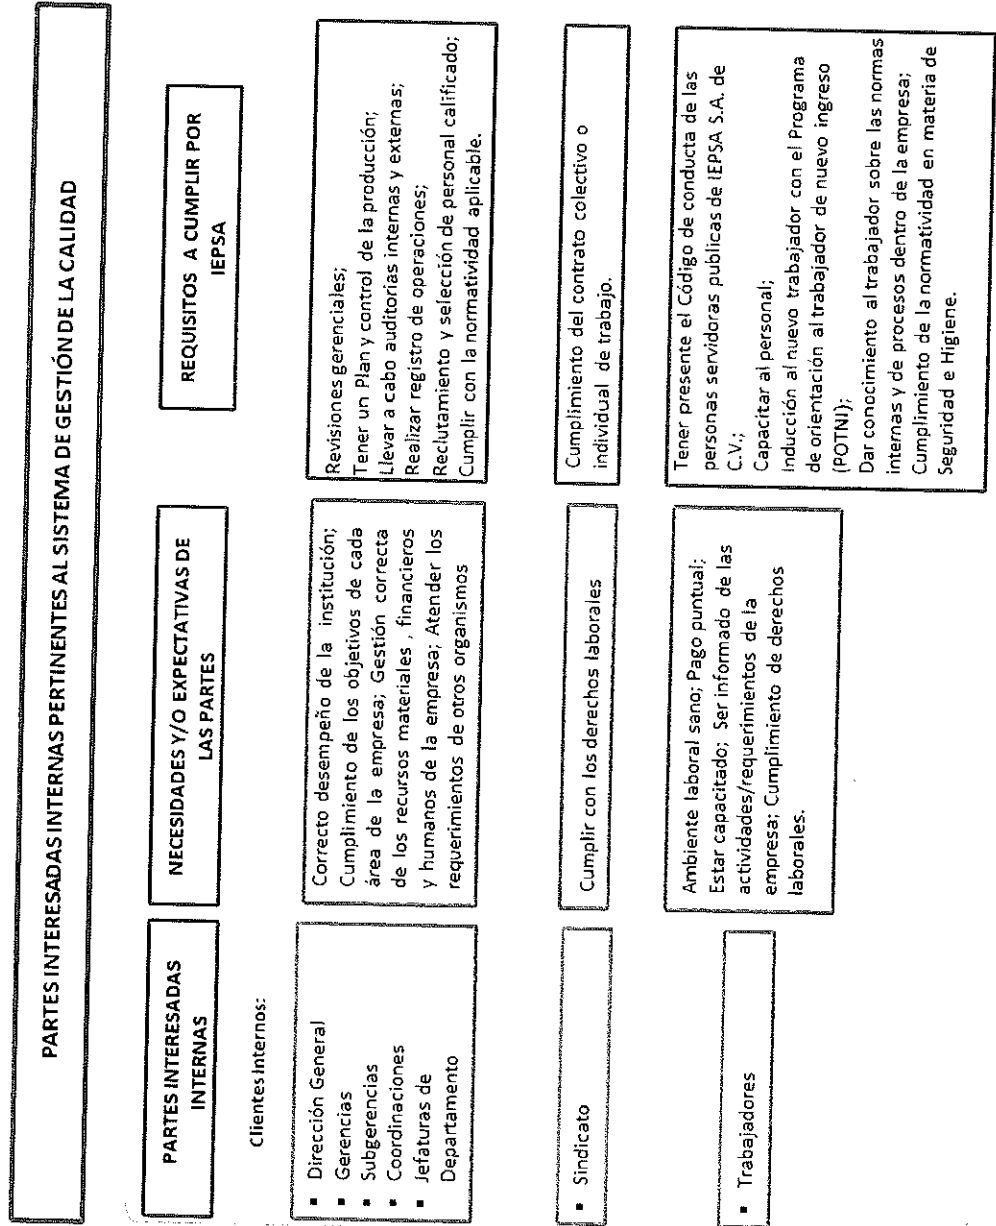 PARTES INTERESADAS INTERNAS PERTINENTES AL SISTEMA DE GESTIÓN DE LA CALIDAD
PARTES INTERESADAS
INTERNAS
NECESIDADES Y/O EXPECTATIVAS DE
LAS PARTES
REQUISITOS A CUMPLIR POR
IEPSA
Clientes Internos:
▪ Dirección General
▪ Gerencias
▪ Subgerencias
▪ Coordinaciones
▪ Jefaturas de
Departamento
Correcto desempeño de la institución;
Cumplimiento de los objetivos de cada
área de la empresa; Gestión correcta
de los recursos materiales , financieros
y humanos de la empresa; Atender los
requerimientos de otros organismos
Revisiones gerenciales;
Tener un Plan y control de la producción;
Llevar a cabo auditorías internas y externas;
Realizar registro de operaciones;
Reclutamiento y selección de personal calificado;
Cumplir con la normatividad aplicable.
▪ Sindicato
Cumplir con los derechos laborales
Cumplimiento del contrato colectivo o
individual de trabajo.
▪ Trabajadores
Ambiente laboral sano; Pago puntual;
Estar capacitado; Ser informado de las
actividades/requerimientos de la
empresa; Cumplimiento de derechos
laborales.
Tener presente el Código de conducta de las
personas servidoras publicas de IEPSA S.A. de
C.V.;
Capacitar al personal;
Inducción al nuevo trabajador con el Programa
de orientación al trabajador de nuevo ingreso
(POTNI);
Dar conocimiento al trabajador sobre las normas
internas y de procesos dentro de la empresa;
Cumplimiento de la normatividad en materia de
Seguridad e Higiene.